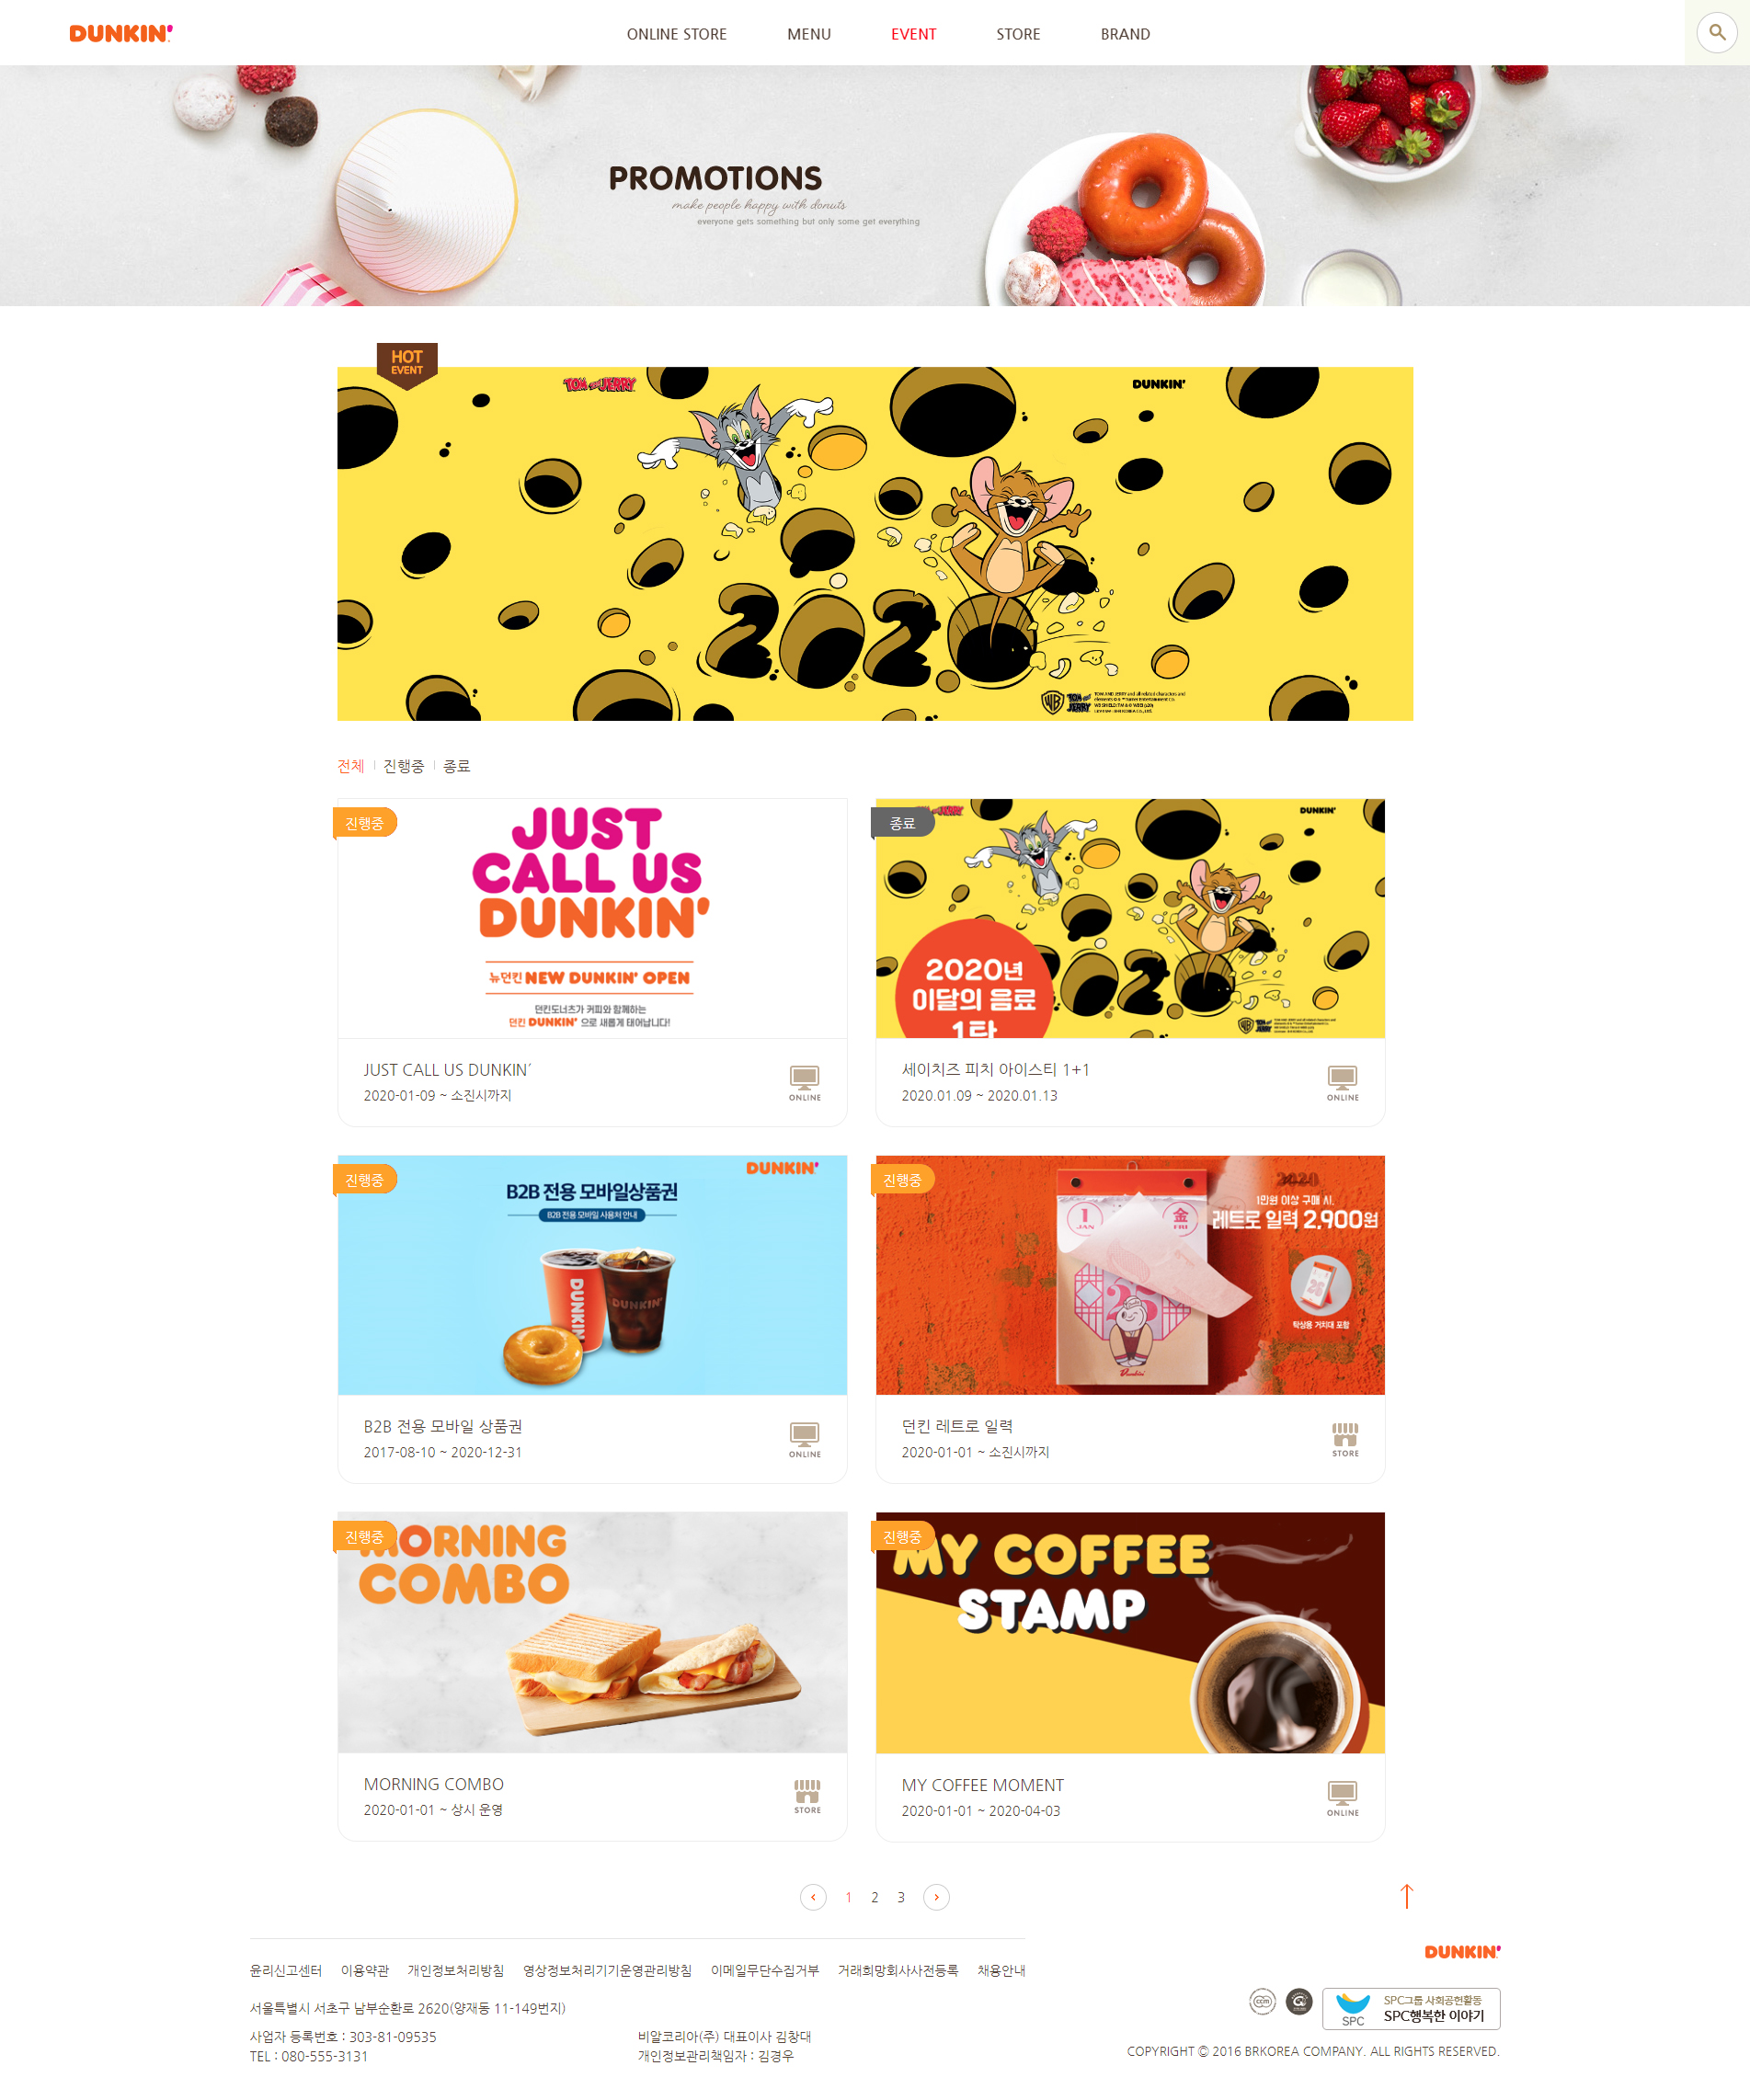 DUNKIN'
ONLINE STORE
MENU
EVENT
STORE
BRAND
PROMOTIONS
make people happy with donuts
everyone gets something but only some get everything
HOT
EVENT
TOM and JERRY
DUNKIN'
2020
전체
진행중
종료
진행중
JUST
CALL US
DUNKIN'
뉴던킨 NEW DUNKIN' OPEN
던킨도너츠가 커피와 함께하는
던킨 DUNKIN' 으로 새롭게 태어납니다!
JUST CALL US DUNKIN´
2020-01-09 ~ 소진시까지
ONLINE
종료
DUNKIN'
2020
2020년
이달의 음료
1탄
세이치즈 피치 아이스티 1+1
2020.01.09 ~ 2020.01.13
ONLINE
진행중
DUNKIN'
B2B 전용 모바일상품권
B2B 전용 모바일 사용처 안내
DUNKIN'
DUNKIN'
B2B 전용 모바일 상품권
2017-08-10 ~ 2020-12-31
ONLINE
진행중
2020
1만원 이상 구매 시,
레트로 일력 2,900원
1
JAN
金
FRI
탁상용 거치대 포함
Dunkin'
던킨 레트로 일력
2020-01-01 ~ 소진시까지
STORE
진행중
MORNING
COMBO
MORNING COMBO
2020-01-01 ~ 상시 운영
STORE
진행중
MY COFFEE
STAMP
MY COFFEE MOMENT
2020-01-01 ~ 2020-04-03
ONLINE
1 2 3
윤리신고센터 이용약관 개인정보처리방침 영상정보처리기기운영관리방침 이메일무단수집거부 거래희망회사사전등록 채용안내
서울특별시 서초구 남부순환로 2620(양재동 11-149번지)
사업자 등록번호 : 303-81-09535
비알코리아(주) 대표이사 김창대
TEL : 080-555-3131
개인정보관리책임자 : 김경우
DUNKIN'
ccm
SPC
SPC그룹 사회공헌활동
SPC행복한 이야기
COPYRIGHT © 2016 BRKOREA COMPANY. ALL RIGHTS RESERVED.